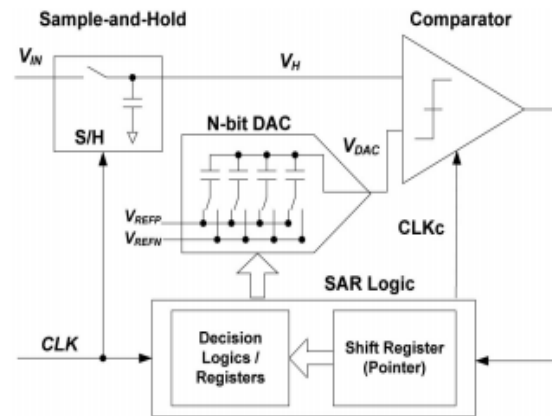 Sample-and-Hold
Comparator
V_IN
V_H
S/H
N-bit DAC
V_DAC
V_REFP
V_REFN
CLKc
SAR Logic
CLK
Decision
Logics /
Registers
Shift Register
(Pointer)